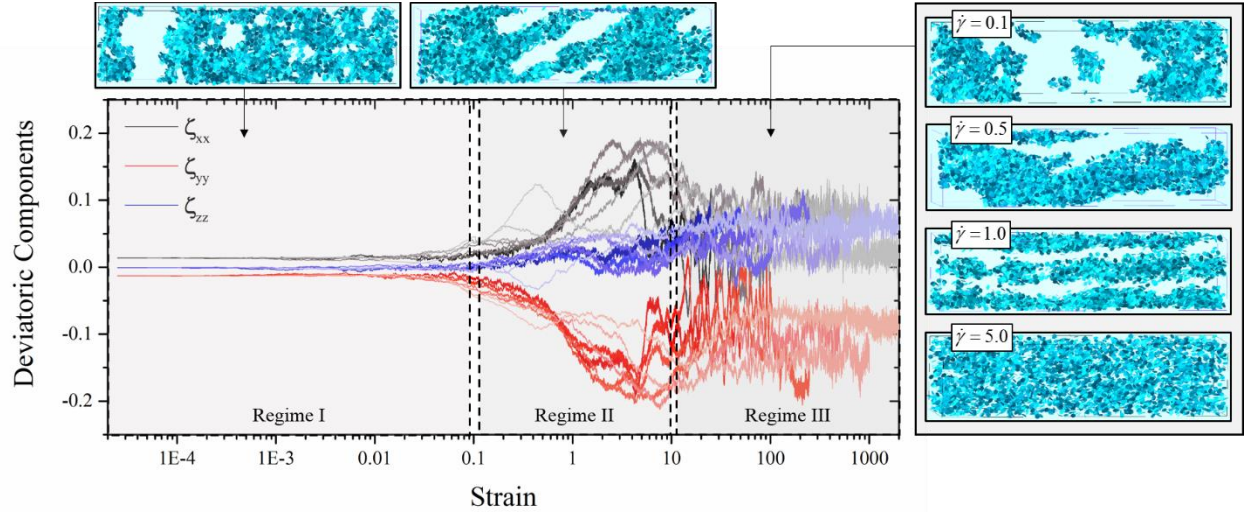 γ̇ = 0.1
γ̇ = 0.5
γ̇ = 1.0
γ̇ = 5.0
Deviatoric Components
0.2
0.1
0.0
-0.1
-0.2
ζxx
ζyy
ζzz
Regime I
Regime II
Regime III
1E-4
1E-3
0.01
0.1
1
10
100
1000
Strain